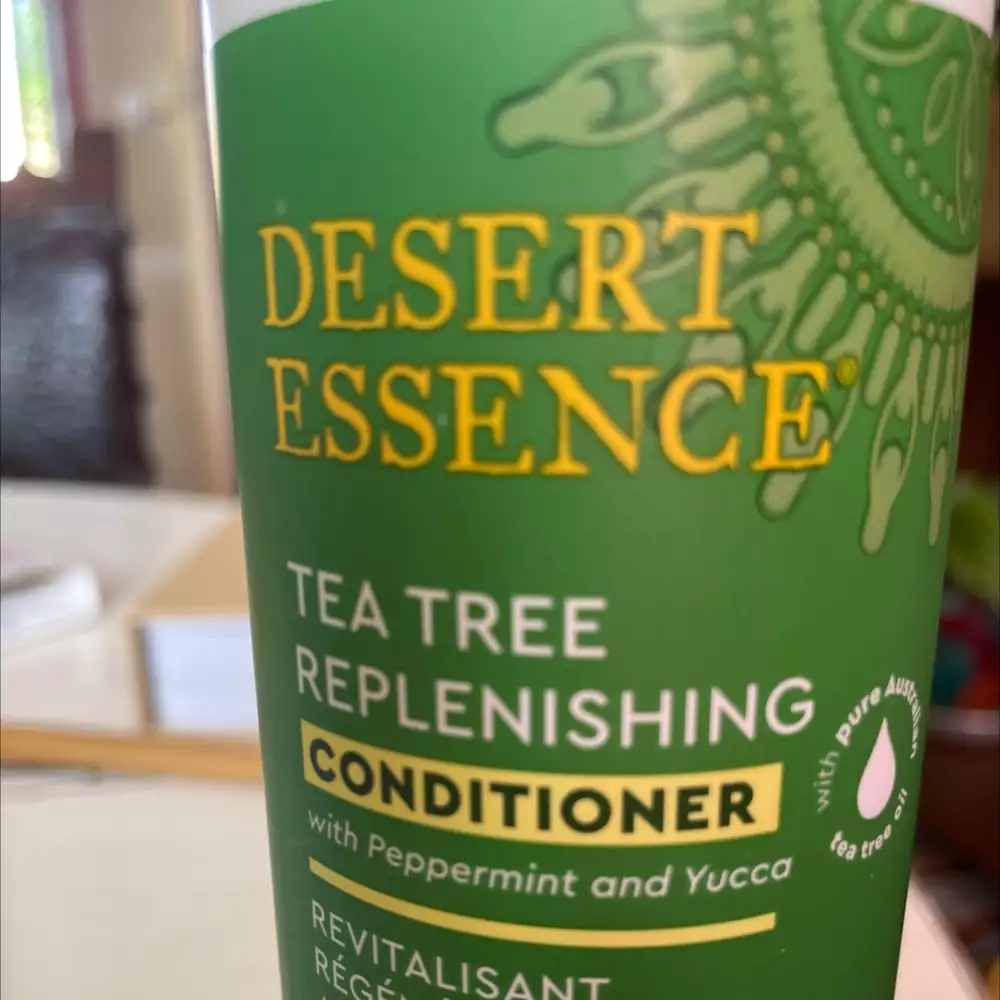 DESERT
ESSENCE
TEA TREE
REPLENISHING
CONDITIONER
with Peppermint and Yucca
with pure Australian
tea tree oil
REVITALISANT